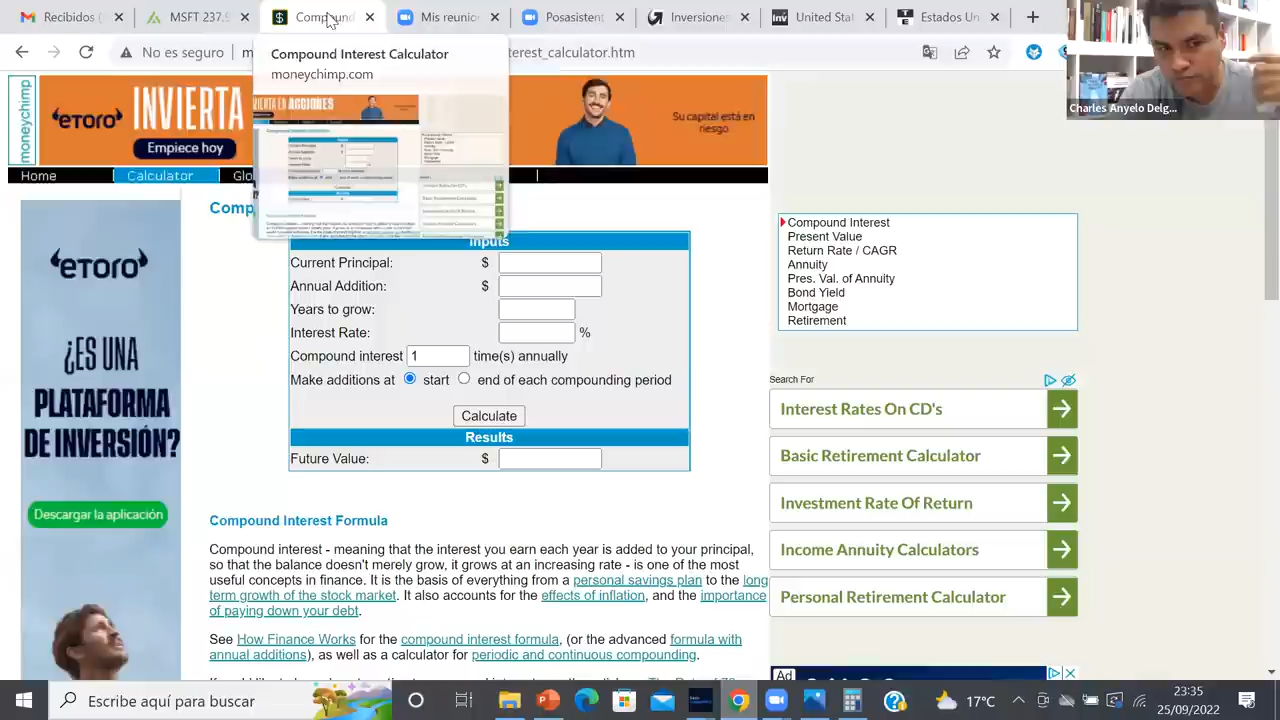 Recibidos (
MSFT 237.9
Compound
Mis reunio
Posasistent
Inversiones
United Stat
Estados U
No es seguro
terest_calculator.htm
Compound Interest Calculator
moneychimp.com
moneychimp
eToro
INVIERTA
Empiece hoy
Su capital está en
riesgo.
Charles Anyelo Delg...
Home
Calculator
Glo
Comp
eToro
¿ES UNA
PLATAFORMA
DE INVERSIÓN?
Descargar la aplicación
Inputs
Current Principal: $
Annual Addition: $
Years to grow:
Interest Rate: %
Compound interest 1 time(s) annually
Make additions at start end of each compounding period
Calculate
Results
Future Value: $
Compound Interest Formula
Compound interest - meaning that the interest you earn each year is added to your principal,
so that the balance doesn't merely grow, it grows at an increasing rate - is one of the most
useful concepts in finance. It is the basis of everything from a personal savings plan to the long
term growth of the stock market. It also accounts for the effects of inflation, and the importance
of paying down your debt.
See How Finance Works for the compound interest formula, (or the advanced formula with
annual additions), as well as a calculator for periodic and continuous compounding.
Present Value
Return Rate / CAGR
Annuity
Pres. Val. of Annuity
Bond Yield
Mortgage
Retirement
Search For
Interest Rates On CD's
Basic Retirement Calculator
Investment Rate Of Return
Income Annuity Calculators
Personal Retirement Calculator
Ad
Escribe aquí para buscar
17°C
23:35
25/09/2022